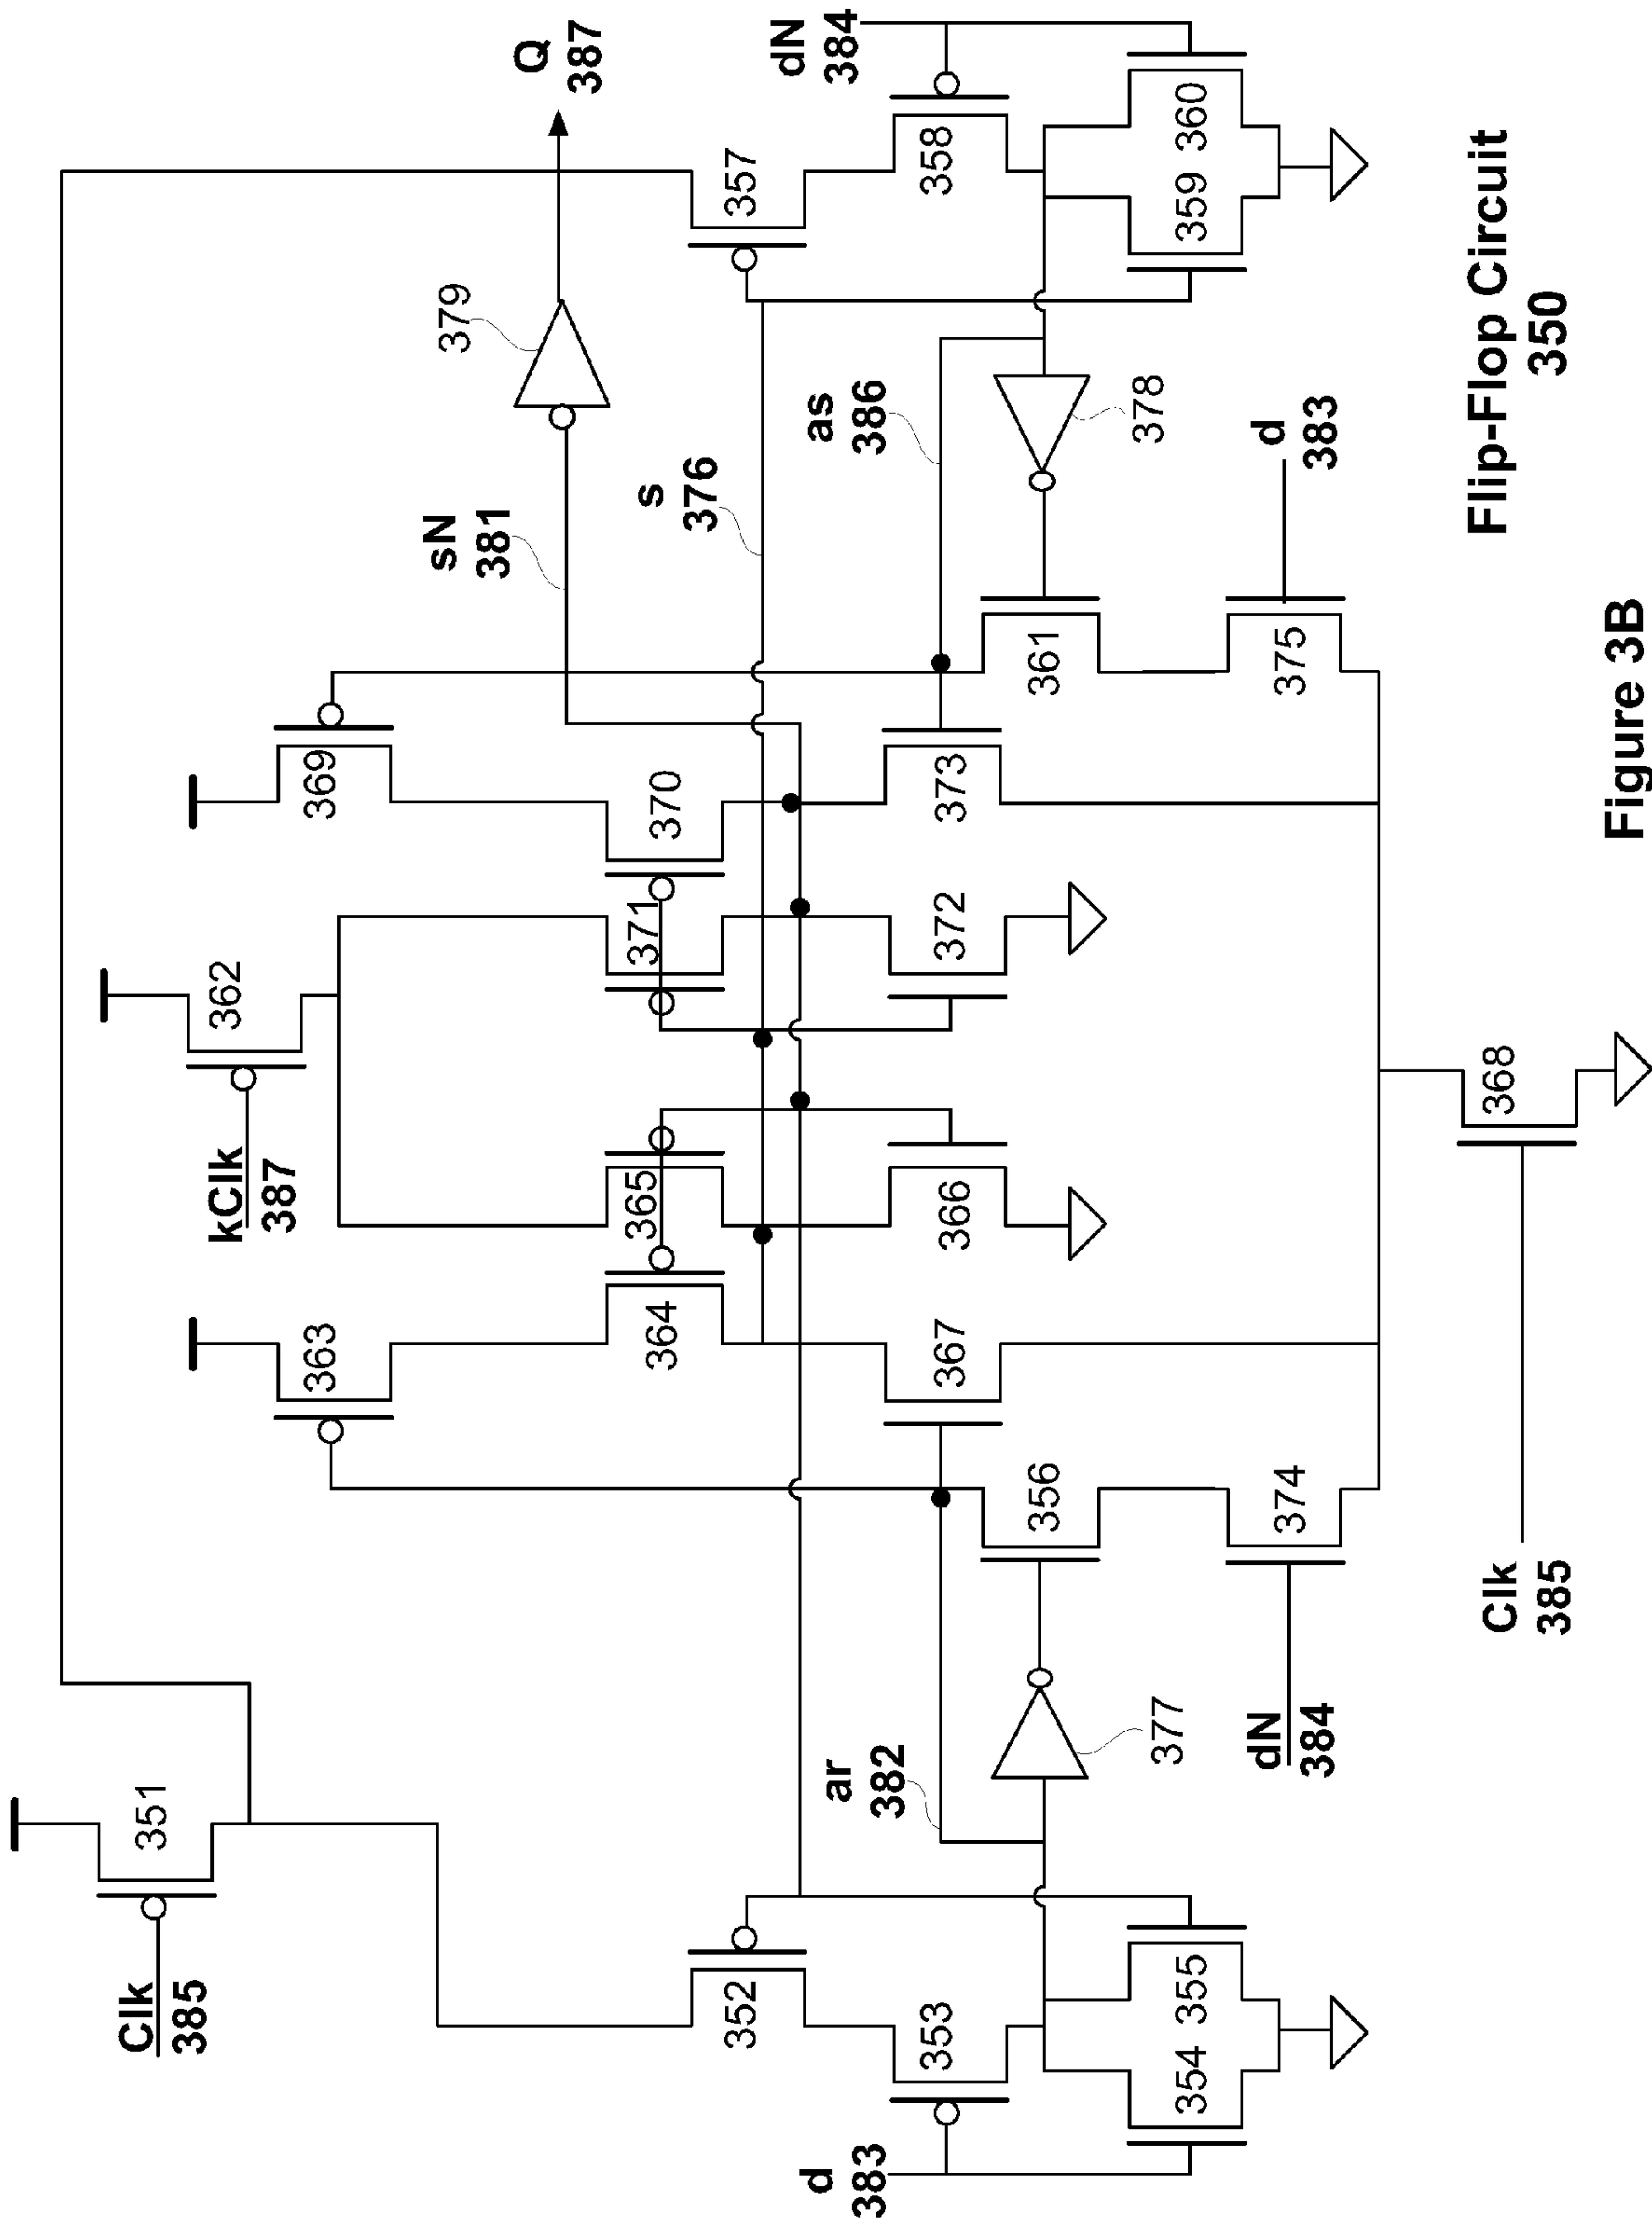 Clk
385
351
d
383
352
353
354
355
ar
382
377
dN
384
Clk
385
363
364
367
356
374
kClk
387
362
365
366
371
372
368
369
370
373
361
375
sN
381
s
376
as
386
378
d
383
379
Q
387
357
358
359
360
dN
384
Flip-Flop Circuit
350
Figure 3B